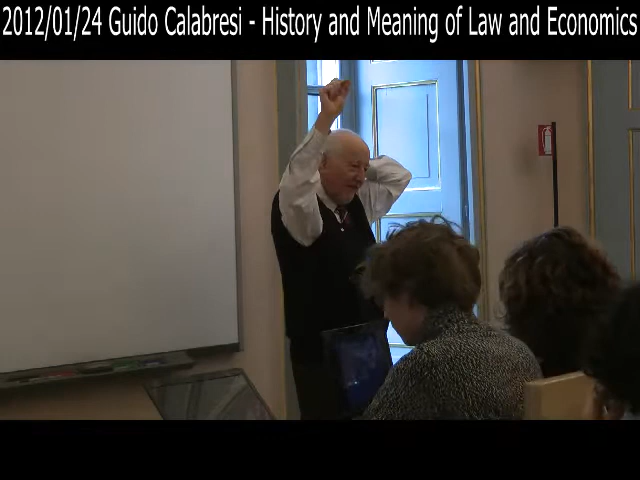 2012/01/24 Guido Calabresi - History and Meaning of Law and Economics